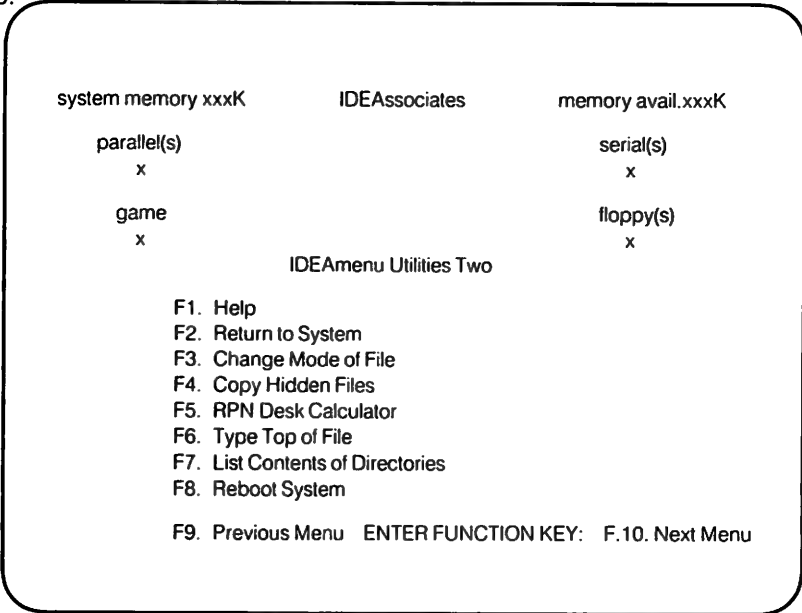 system memory xxxK IDEAssociates memory avail.xxxK
parallel(s) serial(s)
x x
game floppy(s)
x x
IDEAmenu Utilities Two
F1. Help
F2. Return to System
F3. Change Mode of File
F4. Copy Hidden Files
F5. RPN Desk Calculator
F6. Type Top of File
F7. List Contents of Directories
F8. Reboot System
F9. Previous Menu ENTER FUNCTION KEY: F.10. Next Menu